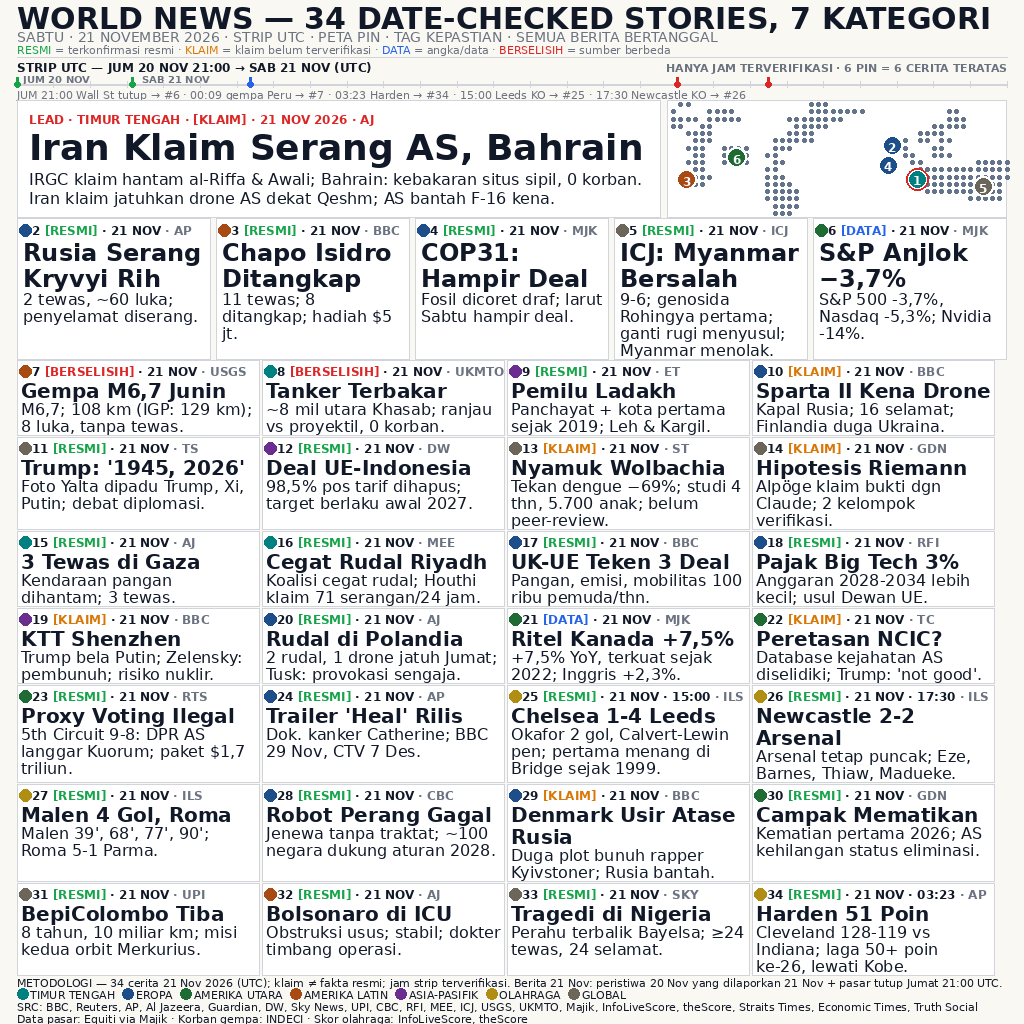 WORLD NEWS — 34 DATE-CHECKED STORIES, 7 KATEGORI
SABTU · 21 NOVEMBER 2026 · STRIP UTC · PETA PIN · TAG KEPASTIAN · SEMUA BERITA BERTANGGAL
RESMI = terkonfirmasi resmi · KLAIM = klaim belum terverifikasi · DATA = angka/data · BERSELISIH = sumber berbeda
STRIP UTC — JUM 20 NOV 21:00 → SAB 21 NOV (UTC)
HANYA JAM TERVERIFIKASI · 6 PIN = 6 CERITA TERATAS
JUM 20 NOV
SAB 21 NOV
JUM 21:00 Wall St tutup → #6 · 00:09 gempa Peru → #7 · 03:23 Harden → #34 · 15:00 Leeds KO → #25 · 17:30 Newcastle KO → #26
LEAD · TIMUR TENGAH · [KLAIM] · 21 NOV 2026 · AJ
Iran Klaim Serang AS, Bahrain
IRGC klaim hantam al-Riffa & Awali; Bahrain: kebakaran situs sipil, 0 korban.
Iran klaim jatuhkan drone AS dekat Qeshm; AS bantah F-16 kena.
3
6
2
4
1
5
2 [RESMI] · 21 NOV · AP
Rusia Serang
Kryvyi Rih
2 tewas, ~60 luka;
penyelamat diserang.
3 [RESMI] · 21 NOV · BBC
Chapo Isidro
Ditangkap
11 tewas; 8
ditangkap; hadiah $5
jt.
4 [RESMI] · 21 NOV · MJK
COP31:
Hampir Deal
Fosil dicoret draf; larut
Sabtu hampir deal.
5 [RESMI] · 21 NOV · ICJ
ICJ: Myanmar
Bersalah
9-6; genosida
Rohingya pertama;
ganti rugi menyusul;
Myanmar menolak.
6 [DATA] · 21 NOV · MJK
S&P Anjlok
−3,7%
S&P 500 -3,7%,
Nasdaq -5,3%; Nvidia
-14%.
7 [BERSELISIH] · 21 NOV · USGS
Gempa M6,7 Junin
M6,7; 108 km (IGP: 129 km);
8 luka, tanpa tewas.
8 [BERSELISIH] · 21 NOV · UKMTO
Tanker Terbakar
~8 mil utara Khasab; ranjau
vs proyektil, 0 korban.
9 [RESMI] · 21 NOV · ET
Pemilu Ladakh
Panchayat + kota pertama
sejak 2019; Leh & Kargil.
10 [KLAIM] · 21 NOV · BBC
Sparta II Kena Drone
Kapal Rusia; 16 selamat;
Finlandia duga Ukraina.
11 [RESMI] · 21 NOV · TS
Trump: '1945, 2026'
Foto Yalta dipadu Trump, Xi,
Putin; debat diplomasi.
12 [RESMI] · 21 NOV · DW
Deal UE-Indonesia
98,5% pos tarif dihapus;
target berlaku awal 2027.
13 [KLAIM] · 21 NOV · ST
Nyamuk Wolbachia
Tekan dengue −69%; studi 4
thn, 5.700 anak; belum
peer-review.
14 [KLAIM] · 21 NOV · GDN
Hipotesis Riemann
Alpöge klaim bukti dgn
Claude; 2 kelompok
verifikasi.
15 [RESMI] · 21 NOV · AJ
3 Tewas di Gaza
Kendaraan pangan
dihantam; 3 tewas.
16 [RESMI] · 21 NOV · MEE
Cegat Rudal Riyadh
Koalisi cegat rudal; Houthi
klaim 71 serangan/24 jam.
17 [RESMI] · 21 NOV · BBC
UK-UE Teken 3 Deal
Pangan, emisi, mobilitas 100
ribu pemuda/thn.
18 [RESMI] · 21 NOV · RFI
Pajak Big Tech 3%
Anggaran 2028-2034 lebih
kecil; usul Dewan UE.
19 [KLAIM] · 21 NOV · BBC
KTT Shenzhen
Trump bela Putin; Zelensky:
pembunuh; risiko nuklir.
20 [RESMI] · 21 NOV · AJ
Rudal di Polandia
2 rudal, 1 drone jatuh Jumat;
Tusk: provokasi sengaja.
21 [DATA] · 21 NOV · MJK
Ritel Kanada +7,5%
+7,5% YoY, terkuat sejak
2022; Inggris +2,3%.
22 [KLAIM] · 21 NOV · TC
Peretasan NCIC?
Database kejahatan AS
diselidiki; Trump: 'not good'.
23 [RESMI] · 21 NOV · RTS
Proxy Voting Ilegal
5th Circuit 9-8: DPR AS
langgar Kuorum; paket $1,7
triliun.
24 [RESMI] · 21 NOV · AP
Trailer 'Heal' Rilis
Dok. kanker Catherine; BBC
29 Nov, CTV 7 Des.
25 [RESMI] · 21 NOV · 15:00 · ILS
Chelsea 1-4 Leeds
Okafor 2 gol, Calvert-Lewin
pen; pertama menang di
Bridge sejak 1999.
26 [RESMI] · 21 NOV · 17:30 · ILS
Newcastle 2-2
Arsenal
Arsenal tetap puncak; Eze,
Barnes, Thiaw, Madueke.
27 [RESMI] · 21 NOV · ILS
Malen 4 Gol, Roma
Malen 39', 68', 77', 90';
Roma 5-1 Parma.
28 [RESMI] · 21 NOV · CBC
Robot Perang Gagal
Jenewa tanpa traktat; ~100
negara dukung aturan 2028.
29 [KLAIM] · 21 NOV · BBC
Denmark Usir Atase
Rusia
Duga plot bunuh rapper
Kyivstoner; Rusia bantah.
30 [RESMI] · 21 NOV · GDN
Campak Mematikan
Kematian pertama 2026; AS
kehilangan status eliminasi.
31 [RESMI] · 21 NOV · UPI
BepiColombo Tiba
8 tahun, 10 miliar km; misi
kedua orbit Merkurius.
32 [RESMI] · 21 NOV · AJ
Bolsonaro di ICU
Obstruksi usus; stabil; dokter
timbang operasi.
33 [RESMI] · 21 NOV · SKY
Tragedi di Nigeria
Perahu terbalik Bayelsa; ≥24
tewas, 24 selamat.
34 [RESMI] · 21 NOV · 03:23 · AP
Harden 51 Poin
Cleveland 128-119 vs
Indiana; laga 50+ poin
ke-26, lewati Kobe.
METODOLOGI — 34 cerita 21 Nov 2026 (UTC); klaim ≠ fakta resmi; jam strip terverifikasi. Berita 21 Nov: peristiwa 20 Nov yang dilaporkan 21 Nov + pasar tutup Jumat 21:00 UTC.
TIMUR TENGAH EROPA AMERIKA UTARA AMERIKA LATIN ASIA-PASIFIK OLAHRAGA GLOBAL
SRC: BBC, Reuters, AP, Al Jazeera, Guardian, DW, Sky News, UPI, CBC, RFI, MEE, ICJ, USGS, UKMTO, Majik, InfoLiveScore, theScore, Straits Times, Economic Times, Truth Social
Data pasar: Equiti via Majik · Korban gempa: INDECI · Skor olahraga: InfoLiveScore, theScore